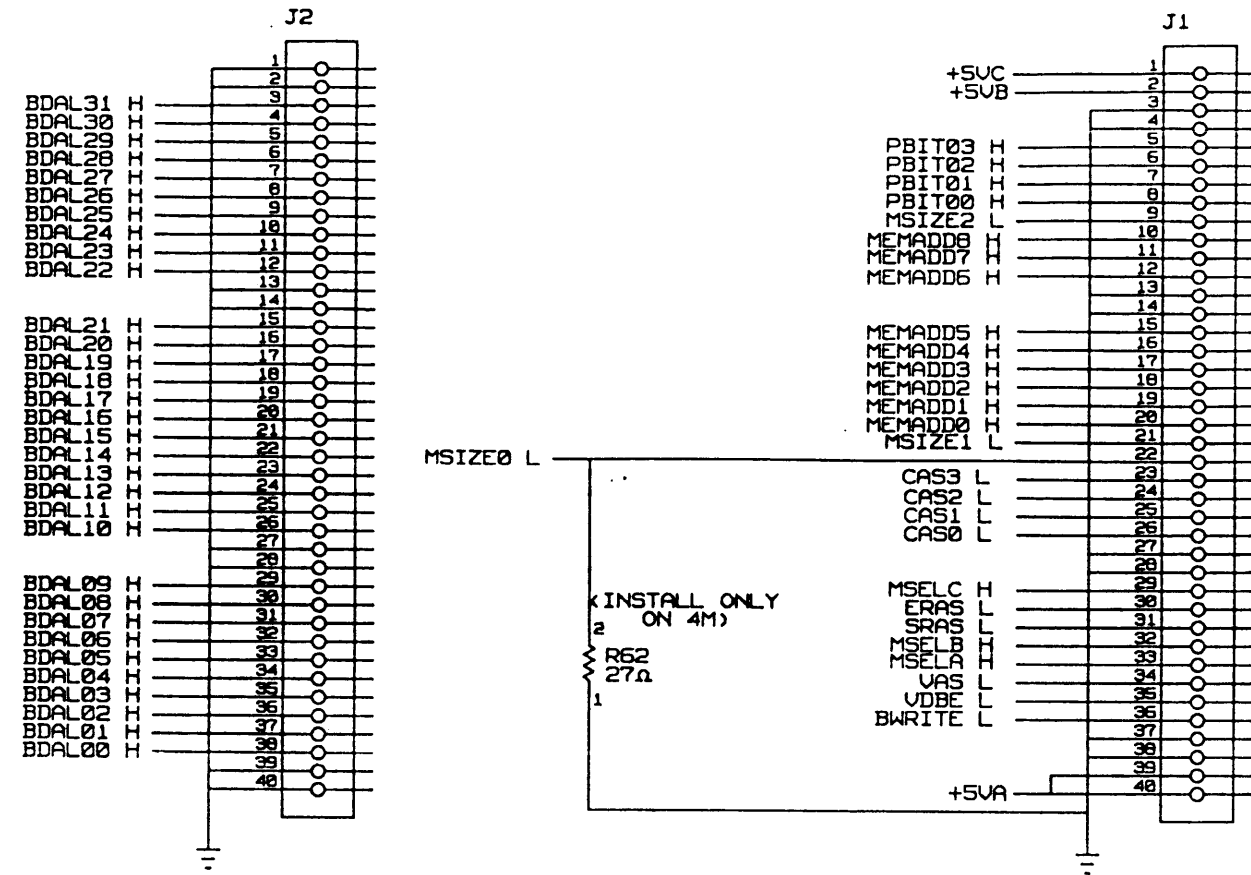 J2
1
2
BDAL31 H 3
BDAL30 H 4
BDAL29 H 5
BDAL28 H 6
BDAL27 H 7
BDAL26 H 8
BDAL25 H 9
BDAL24 H 10
BDAL23 H 11
BDAL22 H 12
13
14
BDAL21 H 15
BDAL20 H 16
BDAL19 H 17
BDAL18 H 18
BDAL17 H 19
BDAL16 H 20
BDAL15 H 21
BDAL14 H 22
BDAL13 H 23
BDAL12 H 24
BDAL11 H 25
BDAL10 H 26
27
28
BDAL09 H 29
BDAL08 H 30
BDAL07 H 31
BDAL06 H 32
BDAL05 H 33
BDAL04 H 34
BDAL03 H 35
BDAL02 H 36
BDAL01 H 37
BDAL00 H 38
39
40
MSIZE0 L
(INSTALL ONLY
ON 4M)
2
R62
27Ω
1
J1
+5VC 1
+5VB 2
3
4
PBIT03 H 5
PBIT02 H 6
PBIT01 H 7
PBIT00 H 8
MSIZE2 L 9
MEMADD8 H 10
MEMADD7 H 11
MEMADD6 H 12
13
14
MEMADD5 H 15
MEMADD4 H 16
MEMADD3 H 17
MEMADD2 H 18
MEMADD1 H 19
MEMADD0 H 20
MSIZE1 L 21
22
CAS3 L 23
CAS2 L 24
CAS1 L 25
CAS0 L 26
27
28
MSELC H 29
ERAS L 30
SRAS L 31
MSELB H 32
MSELA H 33
VAS L 34
VDBE L 35
BWRITE L 36
37
38
39
+5VA 40